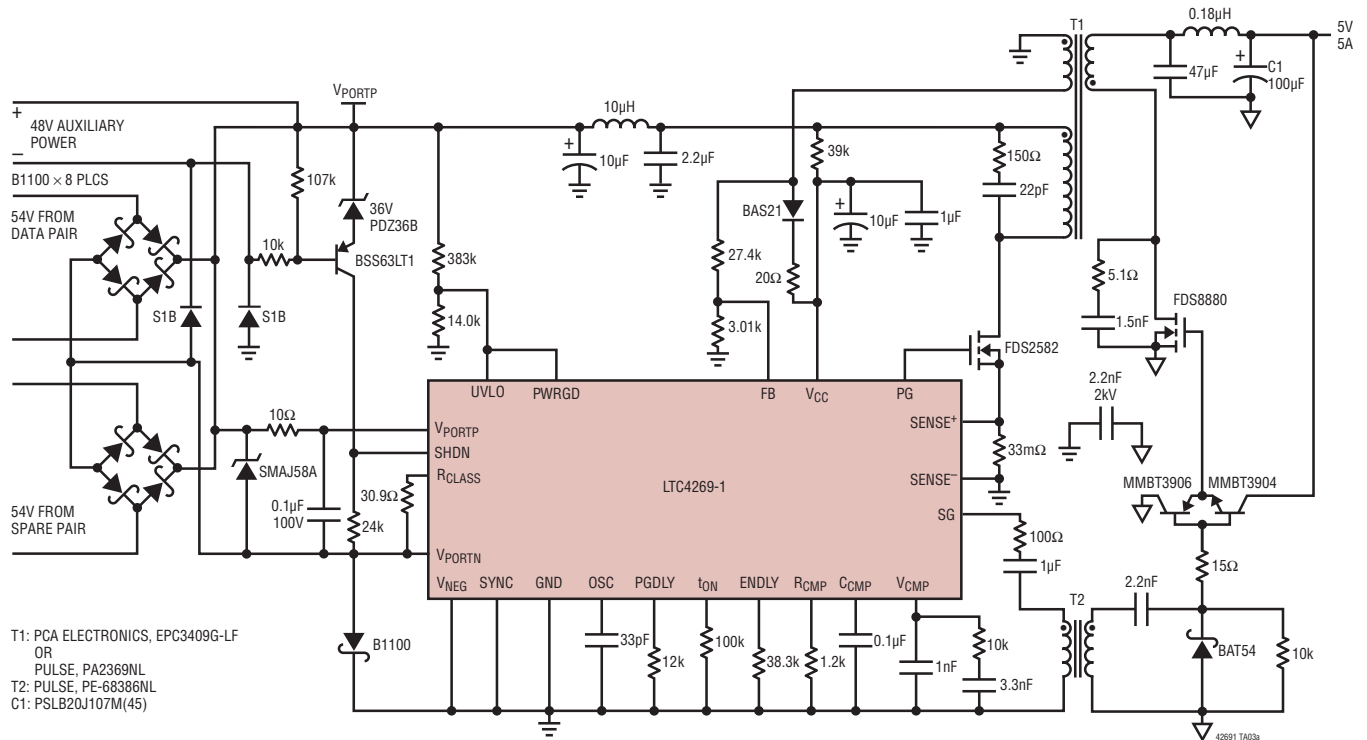 T1
0.18µH
5V
5A
47µF
+
C1
100µF
VPORTP
+
48V AUXILIARY
POWER
–
10µH
+
10µF
2.2µF
39k
150Ω
22pF
B1100 × 8 PLCS
107k
36V
PDZ36B
BAS21
+
10µF
1µF
54V FROM
DATA PAIR
10k
BSS63LT1
383k
27.4k
20Ω
5.1Ω
FDS8880
S1B
S1B
14.0k
3.01k
1.5nF
FDS2582
UVLO
PWRGD
FB
VCC
PG
2.2nF
2kV
10Ω
VPORTP
SENSE+
SHDN
33mΩ
SMAJ58A
RCLASS
SENSE–
LTC4269-1
MMBT3906
MMBT3904
30.9Ω
54V FROM
SPARE PAIR
0.1µF
100V
24k
SG
100Ω
VPORTN
1µF
15Ω
VNEG
SYNC
GND
OSC
PGDLY
tON
ENDLY
RCMP
CCMP
VCMP
T2
2.2nF
T1: PCA ELECTRONICS, EPC3409G-LF
OR
PULSE, PA2369NL
T2: PULSE, PE-68386NL
C1: PSLB20J107M(45)
B1100
33pF
12k
100k
38.3k
1.2k
0.1µF
1nF
10k
3.3nF
BAT54
10k
42691 TA03a